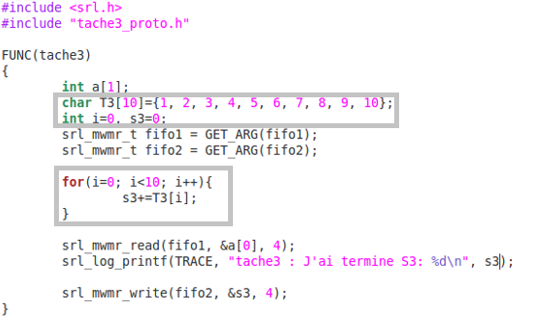 #include <srl.h>
#include "tache3_proto.h"
FUNC(tache3)
{
int a[1];
char T3[10]={1, 2, 3, 4, 5, 6, 7, 8, 9, 10};
int i=0, s3=0;
srl_mwmr_t fifo1 = GET_ARG(fifo1);
srl_mwmr_t fifo2 = GET_ARG(fifo2);
for(i=0; i<10; i++){
s3+=T3[i];
}
srl_mwmr_read(fifo1, &a[0], 4);
srl_log_printf(TRACE, "tache3 : J'ai termine S3: %d\n", s3);
srl_mwmr_write(fifo2, &s3, 4);
}